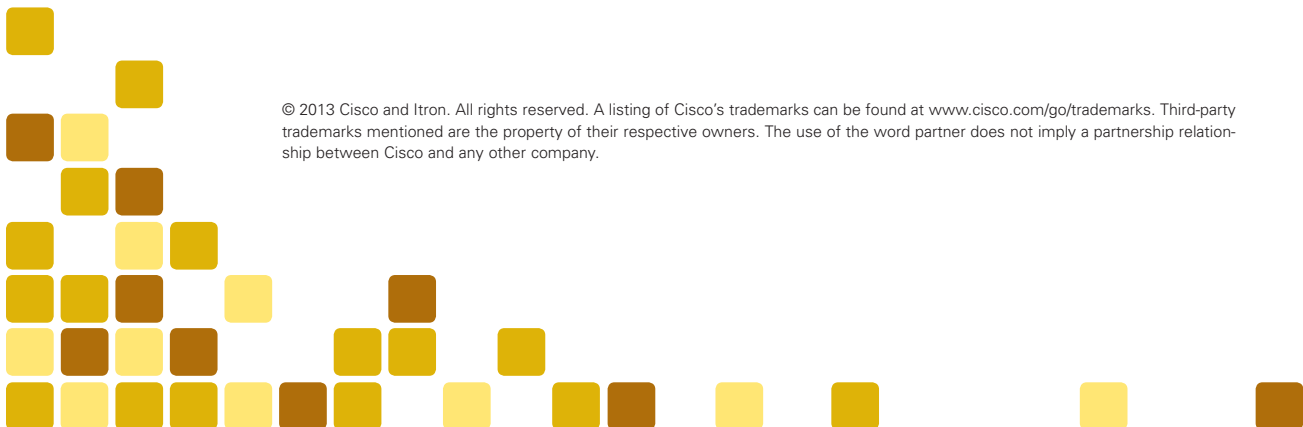 © 2013 Cisco and Itron. All rights reserved. A listing of Cisco’s trademarks can be found at www.cisco.com/go/trademarks. Third-party
trademarks mentioned are the property of their respective owners. The use of the word partner does not imply a partnership relation-
ship between Cisco and any other company.